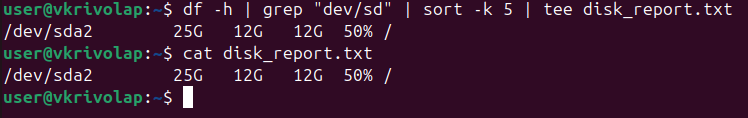 user@vkrivolap:~$ df -h | grep "dev/sd" | sort -k 5 | tee disk_report.txt
/dev/sda2        25G   12G   12G  50% /
user@vkrivolap:~$ cat disk_report.txt
/dev/sda2        25G   12G   12G  50% /
user@vkrivolap:~$